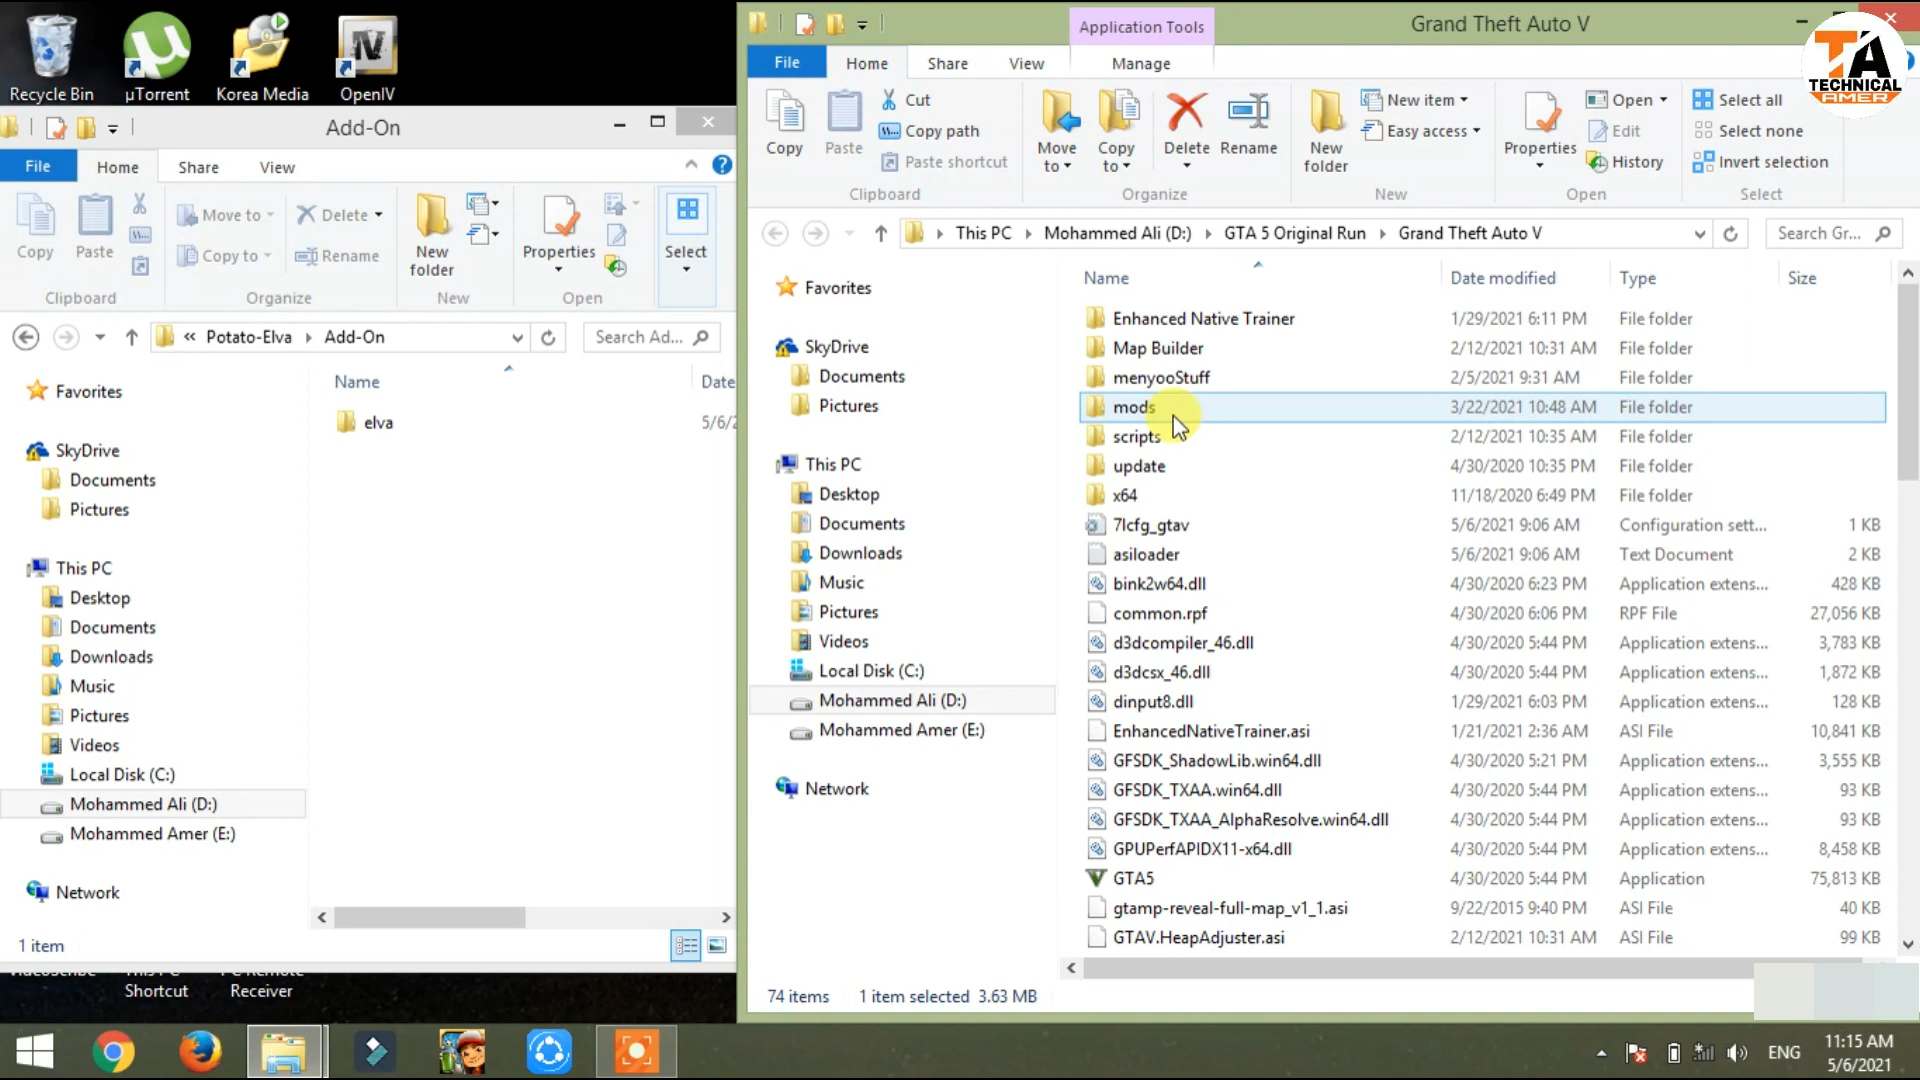 Recycle Bin
µTorrent
Korea Media
OpenIV
Add-On
File
Home
Share
View
Copy
Paste
Move to
Copy to
Delete
Rename
New folder
Properties
Select
Clipboard
Organize
New
Open
« Potato-Elva Add-On
Search Ad...
Favorites
SkyDrive
Documents
Pictures
This PC
Desktop
Documents
Downloads
Music
Pictures
Videos
Local Disk (C:)
Mohammed Ali (D:)
Mohammed Amer (E:)
Network
Name
Date
elva
5/6/2
1 item
Shortcut
Receiver
Application Tools
Grand Theft Auto V
TA
TECHNICAL
AMER
File
Home
Share
View
Manage
Copy
Paste
Cut
Copy path
Paste shortcut
Clipboard
Move to
Copy to
Delete
Rename
Organize
New folder
New item
Easy access
New
Properties
Open
Edit
History
Open
Select all
Select none
Invert selection
Select
This PC Mohammed Ali (D:) GTA 5 Original Run Grand Theft Auto V
Search Gr...
Favorites
SkyDrive
Documents
Pictures
This PC
Desktop
Documents
Downloads
Music
Pictures
Videos
Local Disk (C:)
Mohammed Ali (D:)
Mohammed Amer (E:)
Network
Name Date modified Type Size
Enhanced Native Trainer 1/29/2021 6:11 PM File folder
Map Builder 2/12/2021 10:31 AM File folder
menyooStuff 2/5/2021 9:31 AM File folder
mods 3/22/2021 10:48 AM File folder
scripts 2/12/2021 10:35 AM File folder
update 4/30/2020 10:35 PM File folder
x64 11/18/2020 6:49 PM File folder
7lcfg_gtav 5/6/2021 9:06 AM Configuration sett... 1 KB
asiloader 5/6/2021 9:06 AM Text Document 2 KB
bink2w64.dll 4/30/2020 6:23 PM Application extens... 428 KB
common.rpf 4/30/2020 6:06 PM RPF File 27,056 KB
d3dcompiler_46.dll 4/30/2020 5:44 PM Application extens... 3,783 KB
d3dcsx_46.dll 4/30/2020 5:44 PM Application extens... 1,872 KB
dinput8.dll 1/29/2021 6:03 PM Application extens... 128 KB
EnhancedNativeTrainer.asi 1/21/2021 2:36 AM ASI File 10,841 KB
GFSDK_ShadowLib.win64.dll 4/30/2020 5:21 PM Application extens... 3,555 KB
GFSDK_TXAA.win64.dll 4/30/2020 5:44 PM Application extens... 93 KB
GFSDK_TXAA_AlphaResolve.win64.dll 4/30/2020 5:44 PM Application extens... 93 KB
GPUPerfAPIDX11-x64.dll 4/30/2020 5:44 PM Application extens... 8,458 KB
GTA5 4/30/2020 5:44 PM Application 75,813 KB
gtamp-reveal-full-map_v1_1.asi 9/22/2015 9:40 PM ASI File 40 KB
GTAV.HeapAdjuster.asi 2/12/2021 10:31 AM ASI File 99 KB
74 items 1 item selected 3.63 MB
ENG
11:15 AM
5/6/2021